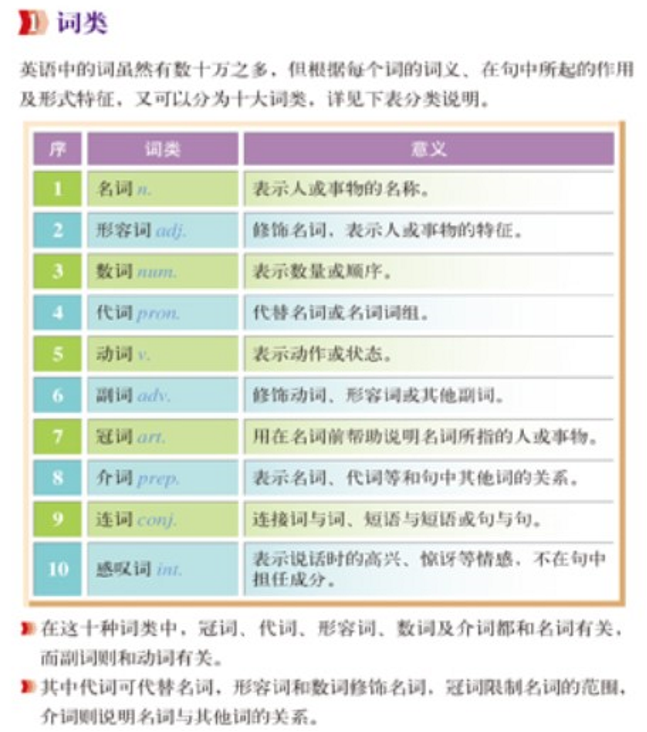 1 词类
英语中的词虽然有数十万之多，但根据每个词的词义、在句中所起的作用
及形式特征，又可以分为十大词类，详见下表分类说明。
序 词类 意义
1 名词 n. 表示人或事物的名称。
2 形容词 adj. 修饰名词，表示人或事物的特征。
3 数词 num. 表示数量或顺序。
4 代词 pron. 代替名词或名词词组。
5 动词 v. 表示动作或状态。
6 副词 adv. 修饰动词、形容词或其他副词。
7 冠词 art. 用在名词前帮助说明名词所指的人或事物。
8 介词 prep. 表示名词、代词等和句中其他词的关系。
9 连词 conj. 连接词与词、短语与短语或句与句。
10 感叹词 int. 表示说话时的高兴、惊讶等情感，不在句中
担任成分。
在这十种词类中，冠词、代词、形容词、数词及介词都和名词有关，
而副词则和动词有关。
其中代词可代替名词，形容词和数词修饰名词，冠词限制名词的范围，
介词则说明名词与其他词的关系。